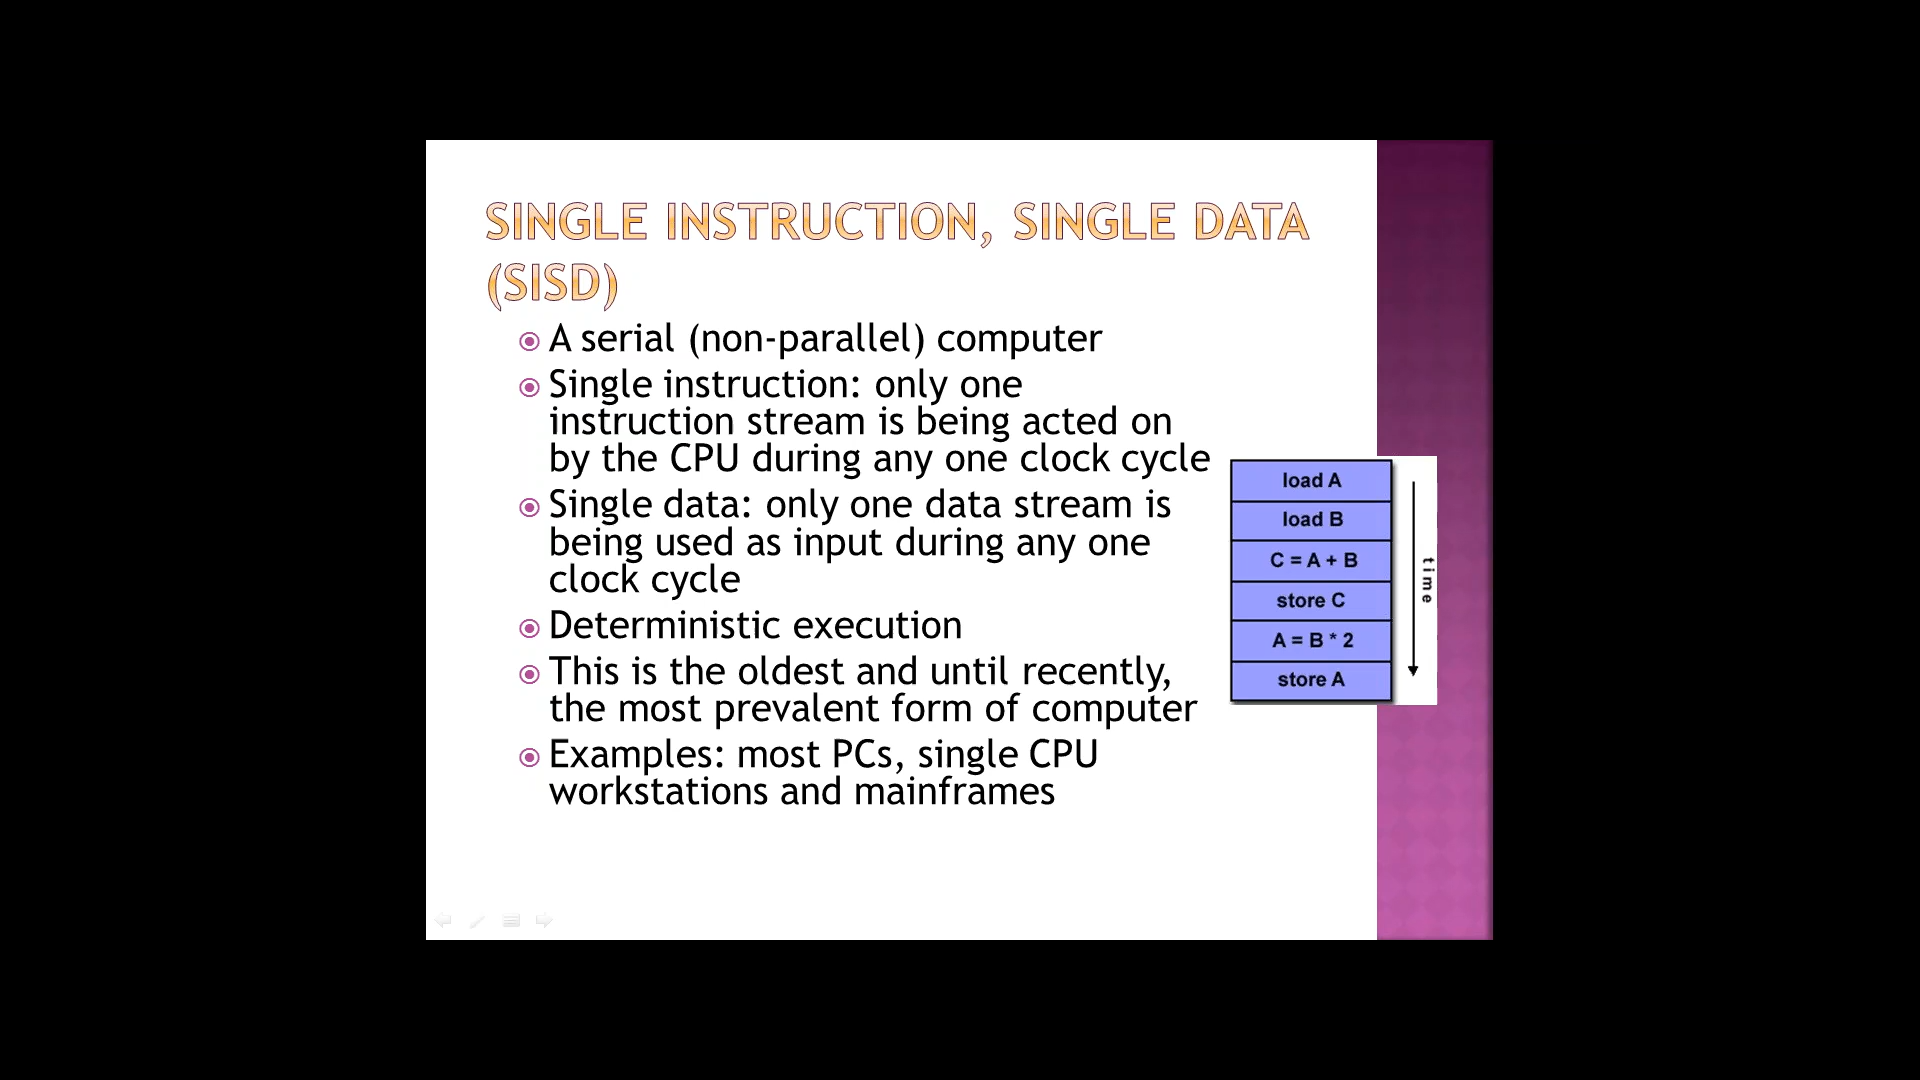 SINGLE INSTRUCTION, SINGLE DATA
(SISD)
A serial (non-parallel) computer
Single instruction: only one
instruction stream is being acted on
by the CPU during any one clock cycle
Single data: only one data stream is
being used as input during any one
clock cycle
Deterministic execution
This is the oldest and until recently,
the most prevalent form of computer
Examples: most PCs, single CPU
workstations and mainframes
load A
load B
C = A + B
store C
A = B * 2
store A
time